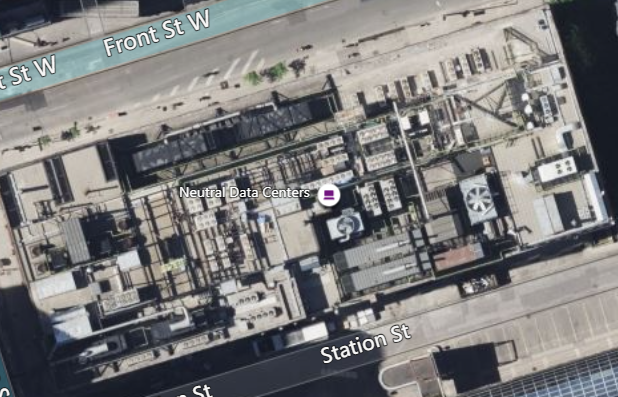 Front St W
t St W
Neutral Data Centers
Station St
n St